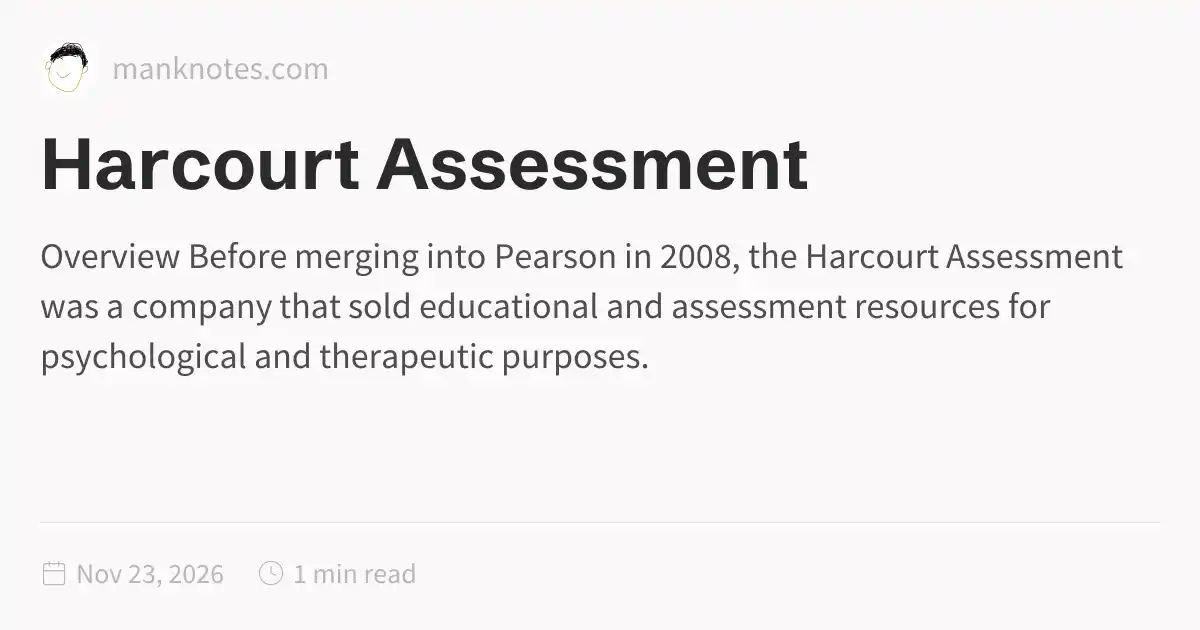 manknotes.com
Harcourt Assessment
Overview Before merging into Pearson in 2008, the Harcourt Assessment
was a company that sold educational and assessment resources for
psychological and therapeutic purposes.
Nov 23, 2026 1 min read